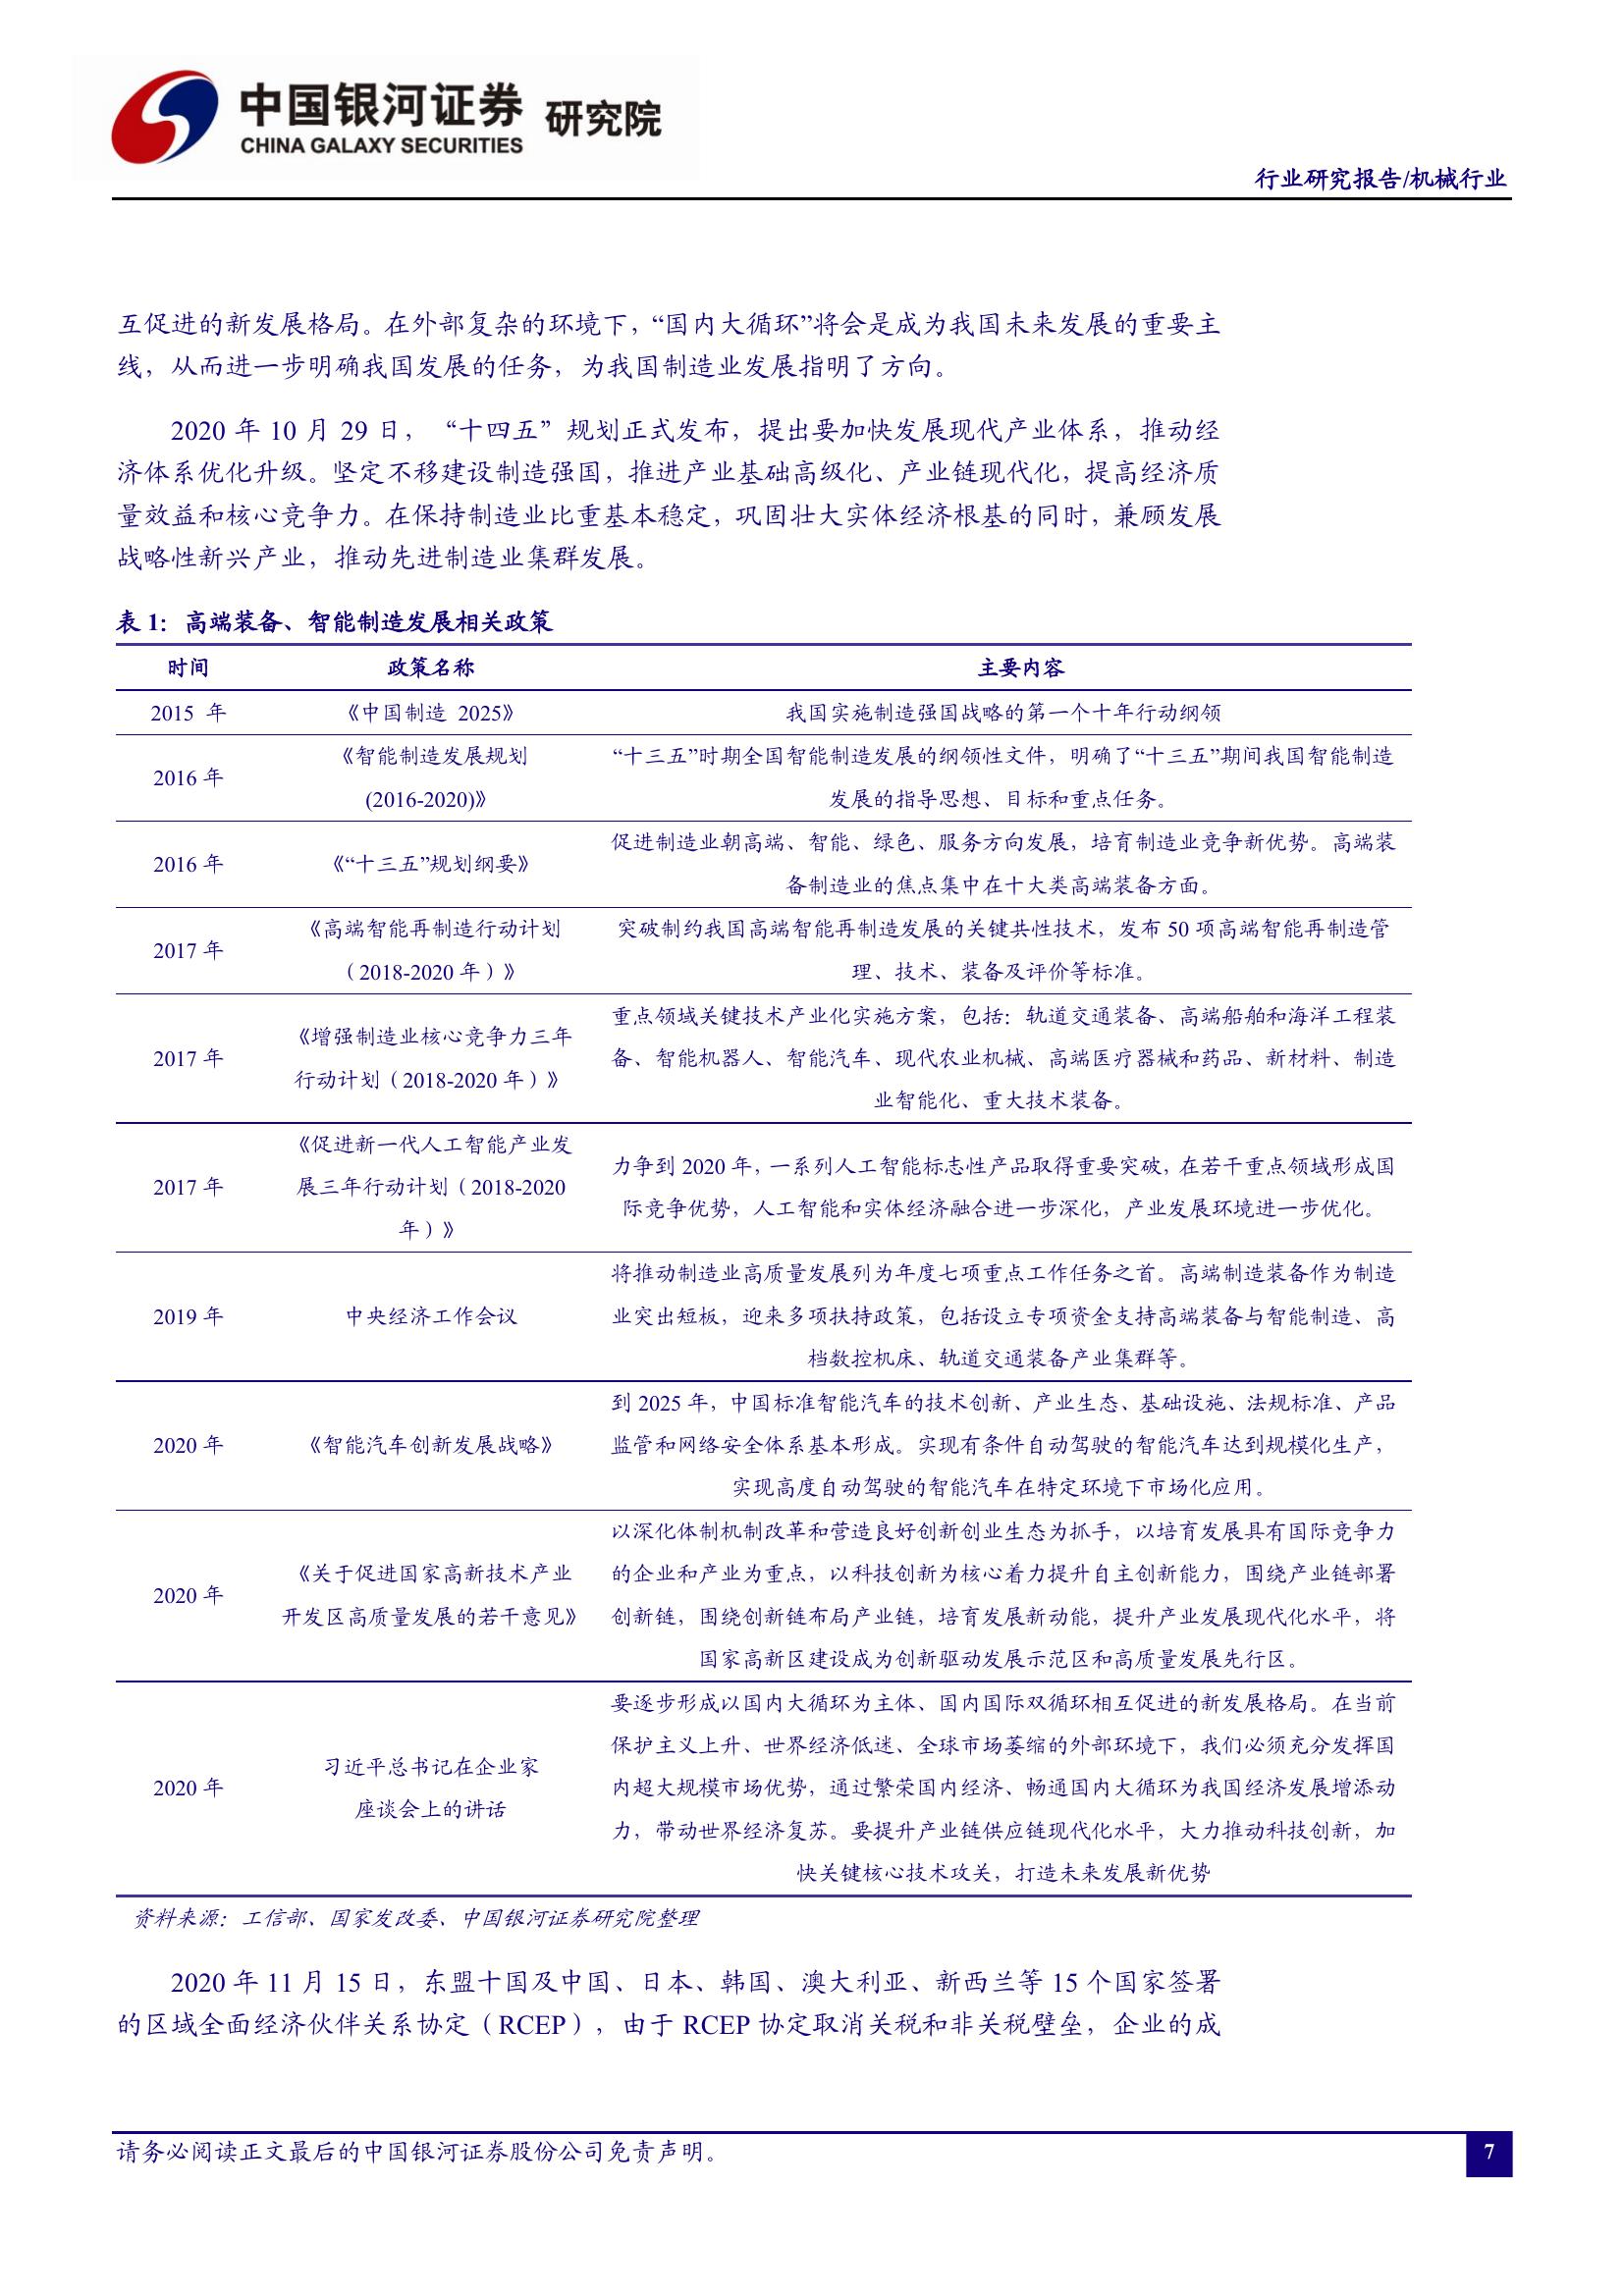 中国银河证券 研究院
CHINA GALAXY SECURITIES
行业研究报告/机械行业
互促进的新发展格局。在外部复杂的环境下，“国内大循环”将会是成为我国未来发展的重要主
线，从而进一步明确我国发展的任务，为我国制造业发展指明了方向。
2020 年 10 月 29 日，“十四五”规划正式发布，提出要加快发展现代产业体系，推动经
济体系优化升级。坚定不移建设制造强国，推进产业基础高级化、产业链现代化，提高经济质
量效益和核心竞争力。在保持制造业比重基本稳定，巩固壮大实体经济根基的同时，兼顾发展
战略性新兴产业，推动先进制造业集群发展。
表 1：高端装备、智能制造发展相关政策
时间 政策名称 主要内容
2015 年 《中国制造 2025》 我国实施制造强国战略的第一个十年行动纲领
2016 年
《智能制造发展规划
(2016-2020)》
“十三五”时期全国智能制造发展的纲领性文件，明确了“十三五”期间我国智能制造
发展的指导思想、目标和重点任务。
2016 年
《“十三五”规划纲要》
促进制造业朝高端、智能、绿色、服务方向发展，培育制造业竞争新优势。高端装
备制造业的焦点集中在十大类高端装备方面。
2017 年
《高端智能再制造行动计划
（2018-2020 年）》
突破制约我国高端智能再制造发展的关键共性技术，发布 50 项高端智能再制造管
理、技术、装备及评价等标准。
2017 年
《增强制造业核心竞争力三年
行动计划（2018-2020 年）》
重点领域关键技术产业化实施方案，包括：轨道交通装备、高端船舶和海洋工程装
备、智能机器人、智能汽车、现代农业机械、高端医疗器械和药品、新材料、制造
业智能化、重大技术装备。
2017 年
《促进新一代人工智能产业发
展三年行动计划（2018-2020
年）》
力争到 2020 年，一系列人工智能标志性产品取得重要突破，在若干重点领域形成国
际竞争优势，人工智能和实体经济融合进一步深化，产业发展环境进一步优化。
2019 年
中央经济工作会议
将推动制造业高质量发展列为年度七项重点工作任务之首。高端制造装备作为制造
业突出短板，迎来多项扶持政策，包括设立专项资金支持高端装备与智能制造、高
档数控机床、轨道交通装备产业集群等。
2020 年
《智能汽车创新发展战略》
到 2025 年，中国标准智能汽车的技术创新、产业生态、基础设施、法规标准、产品
监管和网络安全体系基本形成。实现有条件自动驾驶的智能汽车达到规模化生产，
实现高度自动驾驶的智能汽车在特定环境下市场化应用。
2020 年
《关于促进国家高新技术产业
开发区高质量发展的若干意见》
以深化体制机制改革和营造良好创新创业生态为抓手，以培育发展具有国际竞争力
的企业和产业为重点，以科技创新为核心着力提升自主创新能力，围绕产业链部署
创新链，围绕创新链布局产业链，培育发展新动能，提升产业发展现代化水平，将
国家高新区建设成为创新驱动发展示范区和高质量发展先行区。
2020 年
习近平总书记在企业家
座谈会上的讲话
要逐步形成以国内大循环为主体、国内国际双循环相互促进的新发展格局。在当前
保护主义上升、世界经济低迷、全球市场萎缩的外部环境下，我们必须充分发挥国
内超大规模市场优势，通过繁荣国内经济、畅通国内大循环为我国经济发展增添动
力，带动世界经济复苏。要提升产业链供应链现代化水平，大力推动科技创新，加
快关键核心技术攻关，打造未来发展新优势
资料来源：工信部、国家发改委、中国银河证券研究院整理
2020 年 11 月 15 日，东盟十国及中国、日本、韩国、澳大利亚、新西兰等 15 个国家签署
的区域全面经济伙伴关系协定（RCEP），由于 RCEP 协定取消关税和非关税壁垒，企业的成
请务必阅读正文最后的中国银河证券股份公司免责声明。
7